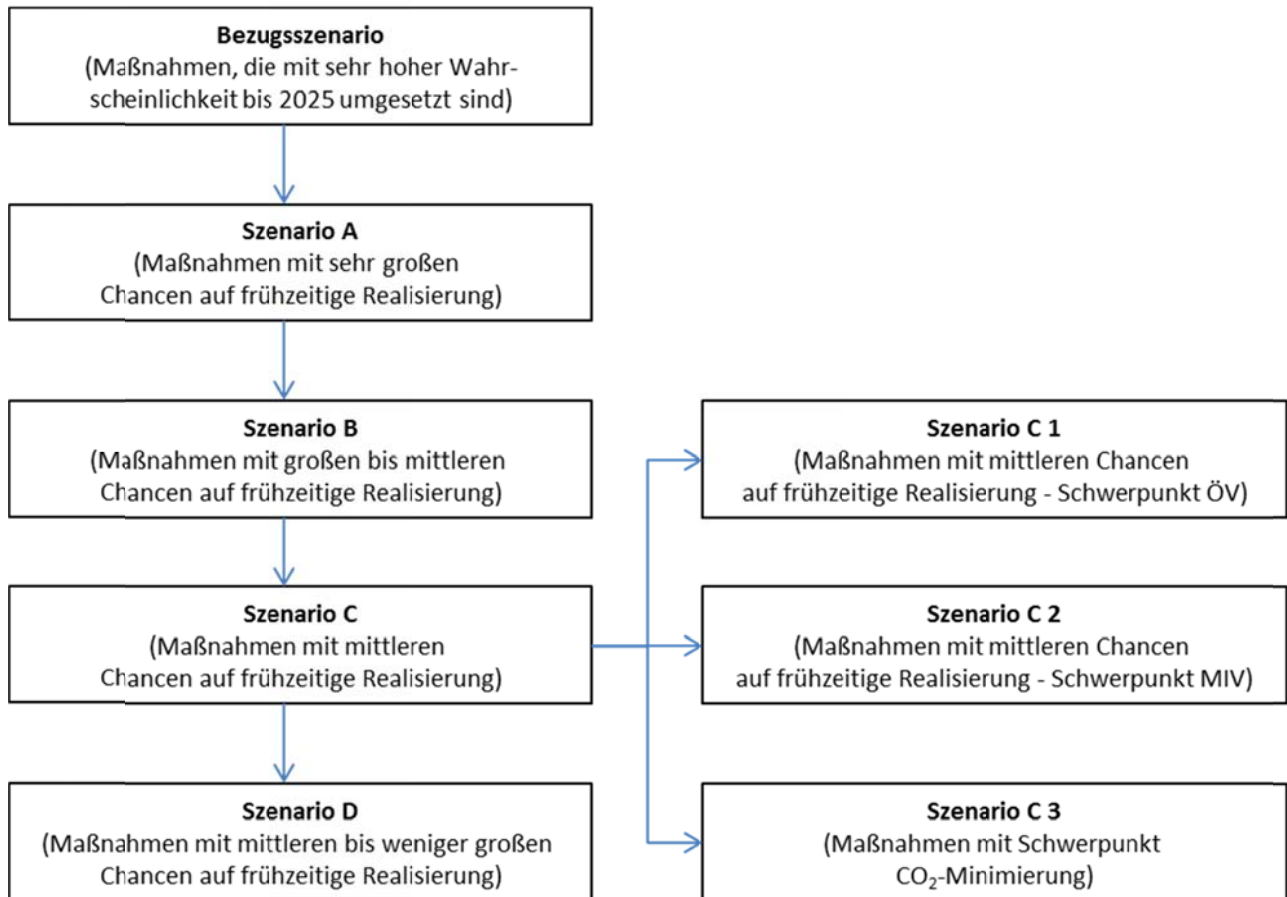 Bezugsszenario
(Maßnahmen, die mit sehr hoher Wahr-
scheinlichkeit bis 2025 umgesetzt sind)
Szenario A
(Maßnahmen mit sehr großen
Chancen auf frühzeitige Realisierung)
Szenario B
(Maßnahmen mit großen bis mittleren
Chancen auf frühzeitige Realisierung)
Szenario C
(Maßnahmen mit mittleren
Chancen auf frühzeitige Realisierung)
Szenario D
(Maßnahmen mit mittleren bis weniger großen
Chancen auf frühzeitige Realisierung)
Szenario C 1
(Maßnahmen mit mittleren Chancen
auf frühzeitige Realisierung - Schwerpunkt ÖV)
Szenario C 2
(Maßnahmen mit mittleren Chancen
auf frühzeitige Realisierung - Schwerpunkt MIV)
Szenario C 3
(Maßnahmen mit Schwerpunkt
CO₂-Minimierung)